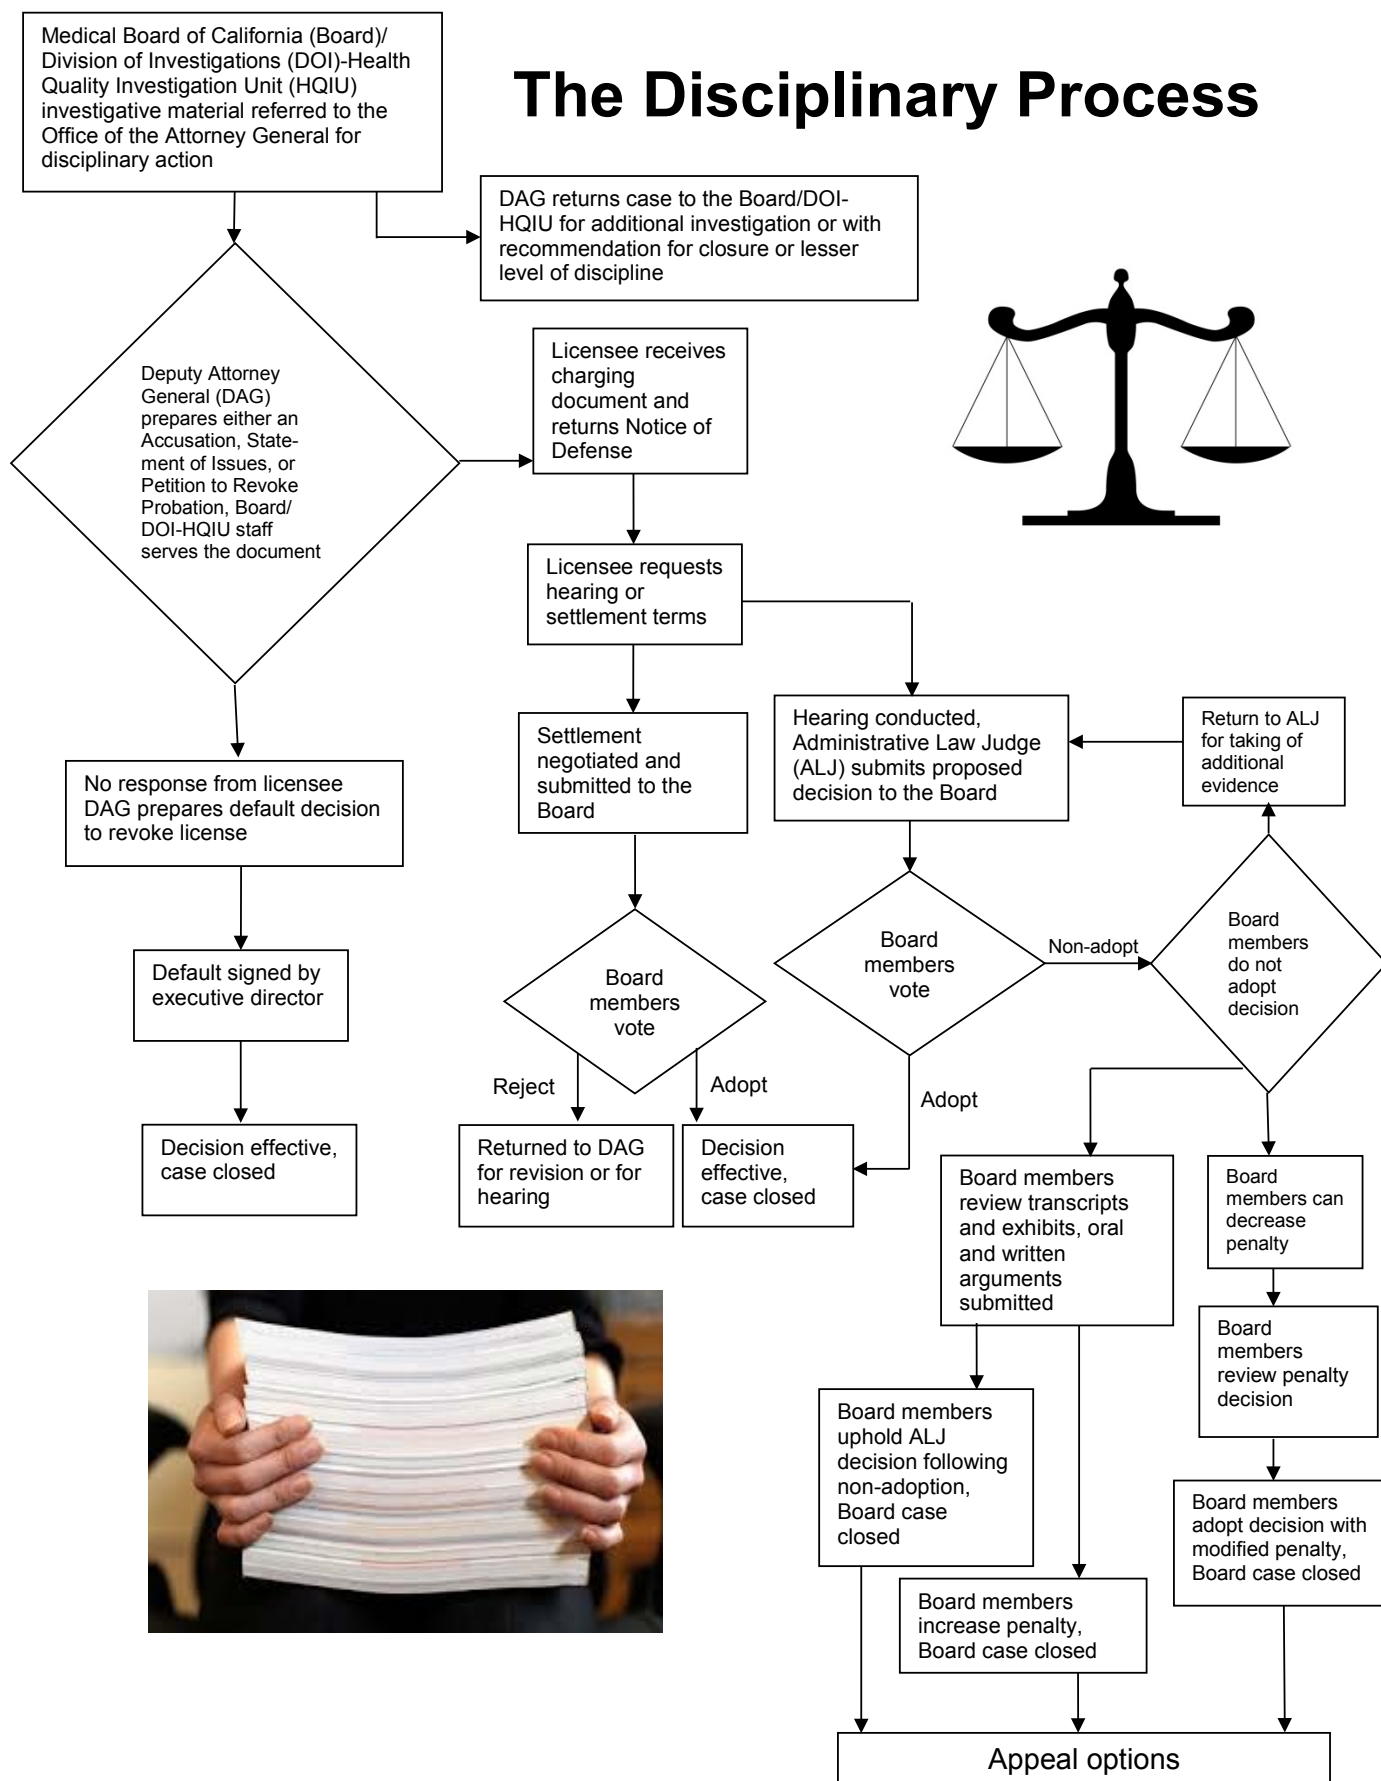 Medical Board of California (Board)/
Division of Investigations (DOI)-Health
Quality Investigation Unit (HQIU)
investigative material referred to the
Office of the Attorney General for
disciplinary action
The Disciplinary Process
DAG returns case to the Board/DOI-
HQIU for additional investigation or with
recommendation for closure or lesser
level of discipline
Deputy Attorney
General (DAG)
prepares either an
Accusation, State-
ment of Issues, or
Petition to Revoke
Probation, Board/
DOI-HQIU staff
serves the document
Licensee receives
charging
document and
returns Notice of
Defense
Licensee requests
hearing or
settlement terms
Settlement
negotiated and
submitted to the
Board
Hearing conducted,
Administrative Law Judge
(ALJ) submits proposed
decision to the Board
Return to ALJ
for taking of
additional
evidence
No response from licensee
DAG prepares default decision
to revoke license
Default signed by
executive director
Decision effective,
case closed
Board
members
vote
Reject
Adopt
Returned to DAG
for revision or for
hearing
Decision
effective,
case closed
Board
members
vote
Non-adopt
Adopt
Board
members
do not
adopt
decision
Board members
review transcripts
and exhibits, oral
and written
arguments
submitted
Board
members can
decrease
penalty
Board
members
review penalty
decision
Board members
uphold ALJ
decision following
non-adoption,
Board case
closed
Board members
adopt decision with
modified penalty,
Board case closed
Board members
increase penalty,
Board case closed
Appeal options